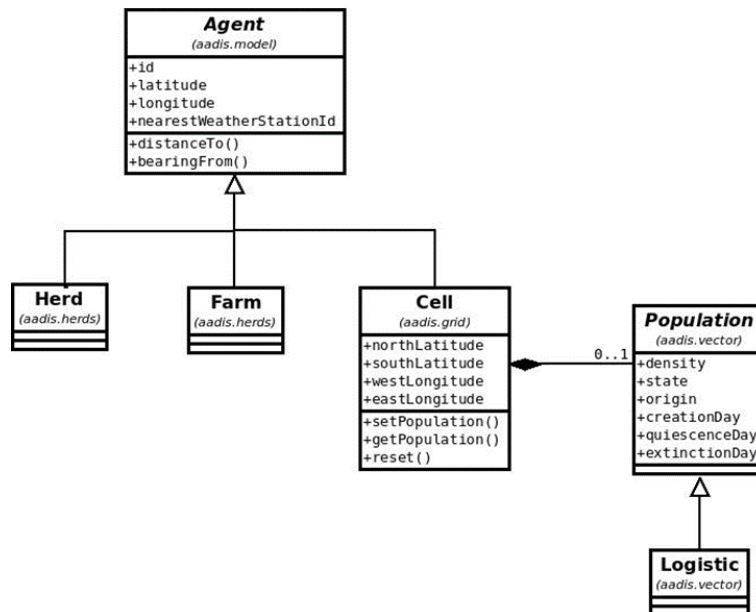 Agent
(aadis.model)
+id
+latitude
+longitude
+nearestWeatherStationId
+distanceTo()
+bearingFrom()
Herd
(aadis.herds)
Farm
(aadis.herds)
Cell
(aadis.grid)
+northLatitude
+southLatitude
+westLongitude
+eastLongitude
+setPopulation()
+getPopulation()
+reset()
0..1
Population
(aadis.vector)
+density
+state
+origin
+creationDay
+quiescenceDay
+extinctionDay
Logistic
(aadis.vector)